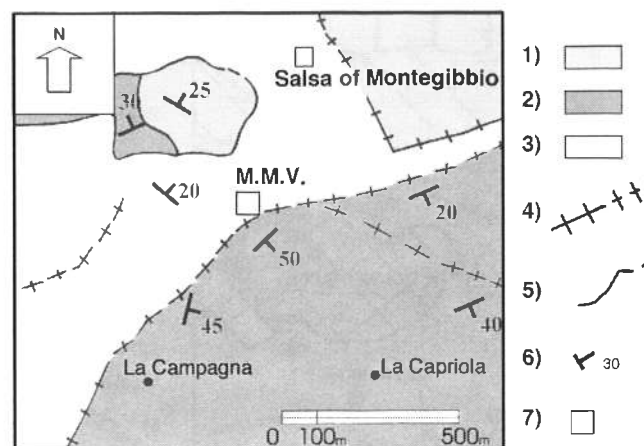 N
Salsa of Montegibbio
25
30
20
M.M.V.
20
50
45
40
La Campagna
La Capriola
0 100m 500m
1)
2)
3)
4)
5)
6) 30
7)